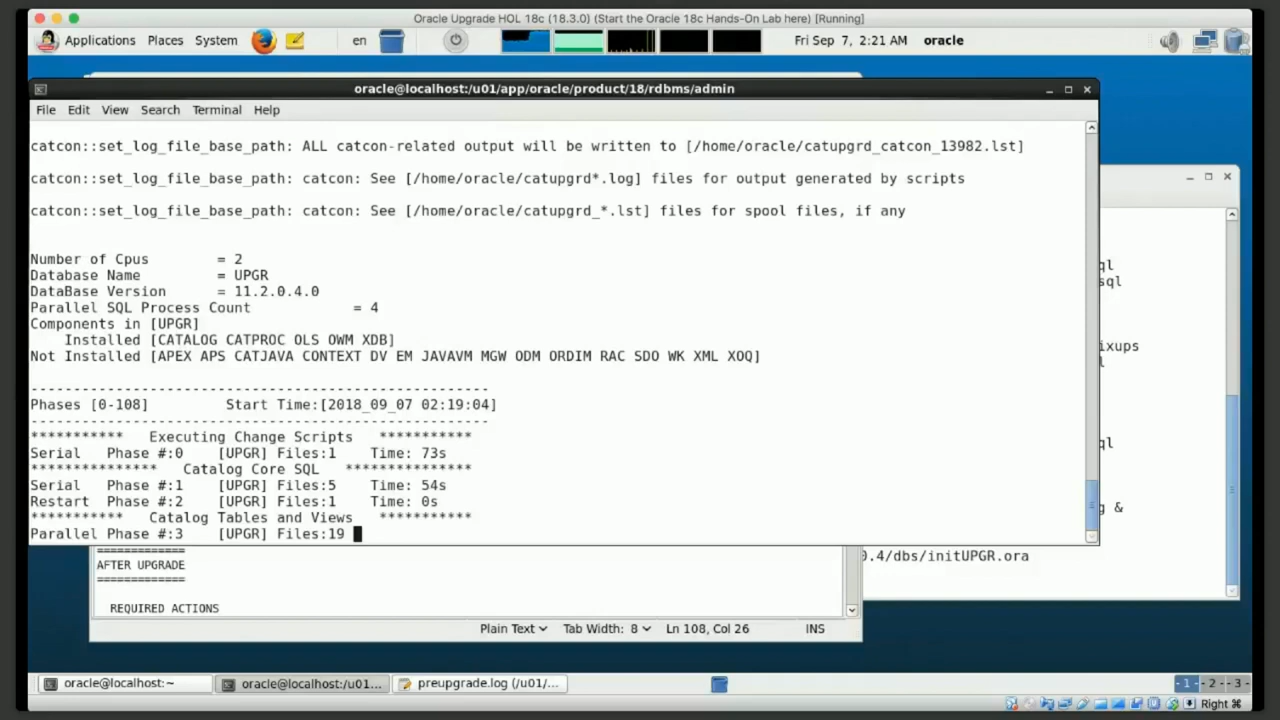 Oracle Upgrade HOL 18c (18.3.0) (Start the Oracle 18c Hands-On Lab here) [Running]
Applications Places System en Fri Sep 7, 2:21 AM oracle
oracle@localhost:/u01/app/oracle/product/18/rdbms/admin
File Edit View Search Terminal Help
catcon::set_log_file_base_path: ALL catcon-related output will be written to [/home/oracle/catupgrd_catcon_13982.lst]
catcon::set_log_file_base_path: catcon: See [/home/oracle/catupgrd*.log] files for output generated by scripts
catcon::set_log_file_base_path: catcon: See [/home/oracle/catupgrd_*.lst] files for spool files, if any
Number of Cpus = 2
Database Name = UPGR
DataBase Version = 11.2.0.4.0
Parallel SQL Process Count = 4
Components in [UPGR]
Installed [CATALOG CATPROC OLS OWM XDB]
Not Installed [APEX APS CATJAVA CONTEXT DV EM JAVAVM MGW ODM ORDIM RAC SDO WK XML XOQ]
------------------------------------------------------
Phases [0-108] Start Time:[2018_09_07 02:19:04]
------------------------------------------------------
*********** Executing Change Scripts ***********
Serial Phase #:0 [UPGR] Files:1 Time: 73s
*************** Catalog Core SQL ***************
Serial Phase #:1 [UPGR] Files:5 Time: 54s
Restart Phase #:2 [UPGR] Files:1 Time: 0s
*********** Catalog Tables and Views ***********
Parallel Phase #:3 [UPGR] Files:19
ql
sql
ixups
l
ql
g &
0.4/dbs/initUPGR.ora
=============
AFTER UPGRADE
=============
REQUIRED ACTIONS
Plain Text Tab Width: 8 Ln 108, Col 26 INS
oracle@localhost:~ oracle@localhost:/u01... preupgrade.log (/u01/... - 1 - 2 - 3 -
Right ⌘